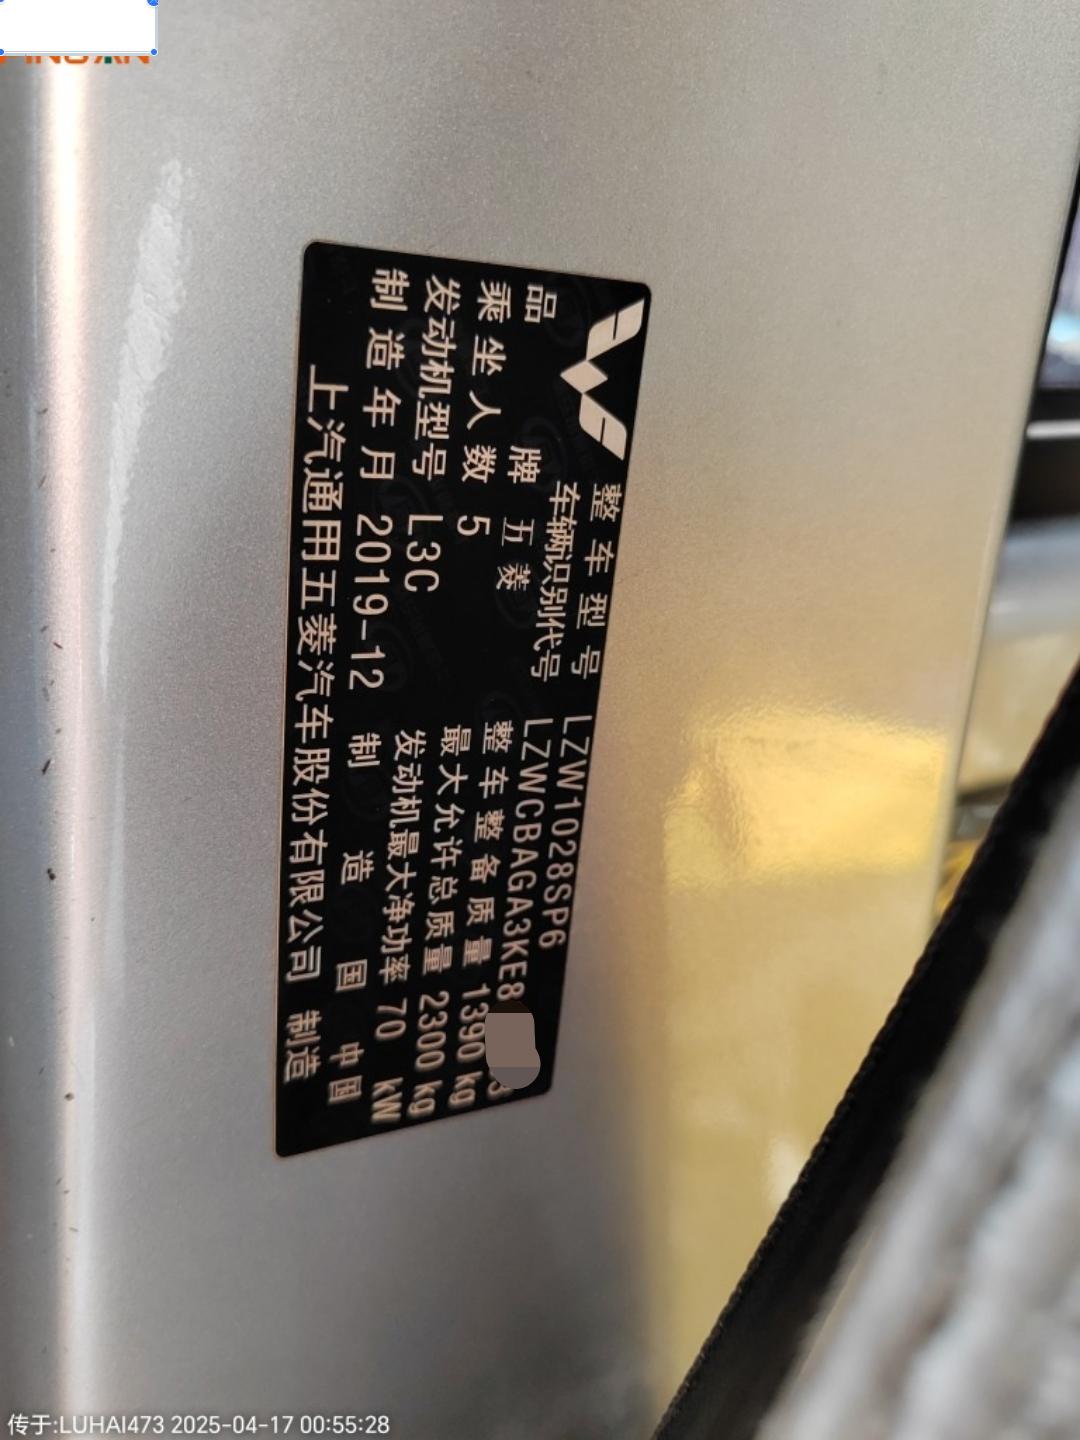 整车型号 LZW1028SP6
车辆识别代号 LZWCBAGA3KE8 3
品牌 五菱 整车整备质量 1390 kg
乘坐人数 5 最大允许总质量 2300 kg
发动机型号 L3C 发动机最大净功率 70 kW
制造年月 2019-12 制造国 中国
上汽通用五菱汽车股份有限公司 制造
传于:LUHAI473 2025-04-17 00:55:28